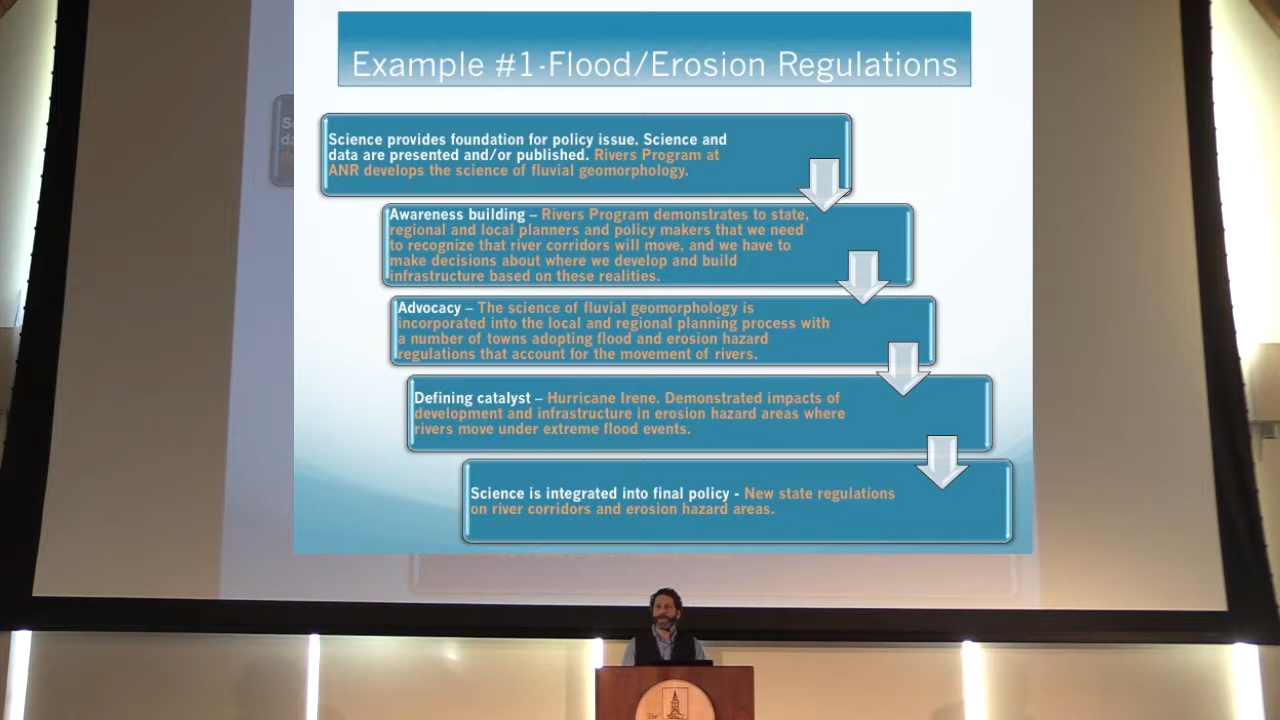 Example #1-Flood/Erosion Regulations
Science provides foundation for policy issue. Science and
data are presented and/or published. Rivers Program at
ANR develops the science of fluvial geomorphology.
Awareness building – Rivers Program demonstrates to state,
regional and local planners and policy makers that we need
to recognize that river corridors will move, and we have to
make decisions about where we develop and build
infrastructure based on these realities.
Advocacy – The science of fluvial geomorphology is
incorporated into the local and regional planning process with
a number of towns adopting flood and erosion hazard
regulations that account for the movement of rivers.
Defining catalyst – Hurricane Irene. Demonstrated impacts of
development and infrastructure in erosion hazard areas where
rivers move under extreme flood events.
Science is integrated into final policy - New state regulations
on river corridors and erosion hazard areas.